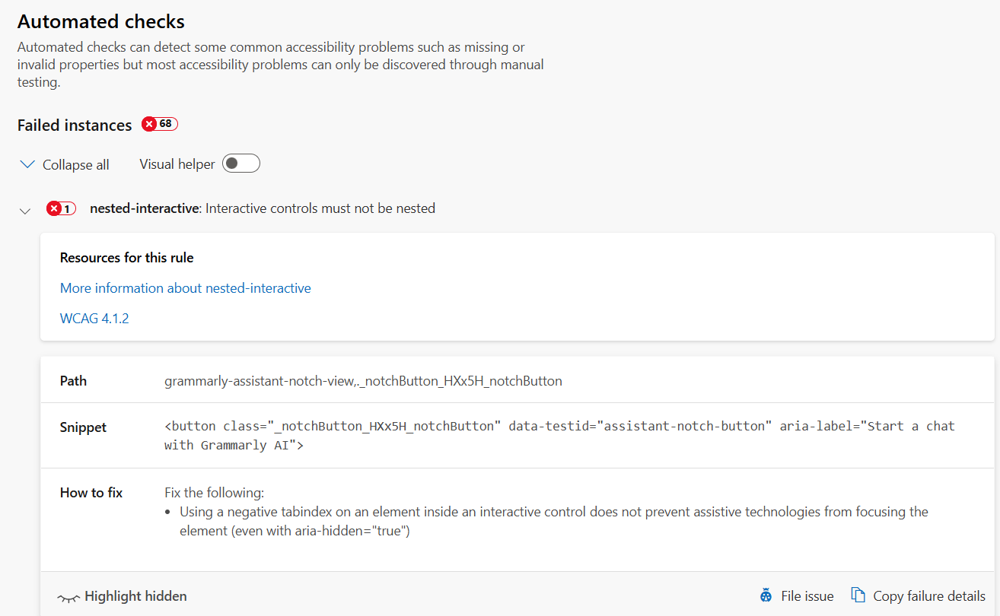 Automated checks
Automated checks can detect some common accessibility problems such as missing or
invalid properties but most accessibility problems can only be discovered through manual
testing.
Failed instances 68
Collapse all Visual helper
1 nested-interactive: Interactive controls must not be nested
Resources for this rule
More information about nested-interactive
WCAG 4.1.2
Path grammarly-assistant-notch-view,._notchButton_HXx5H_notchButton
Snippet <button class="_notchButton_HXx5H_notchButton" data-testid="assistant-notch-button" aria-label="Start a chat
with Grammarly AI">
How to fix Fix the following:
• Using a negative tabindex on an element inside an interactive control does not prevent assistive technologies from focusing the
element (even with aria-hidden="true")
Highlight hidden File issue Copy failure details